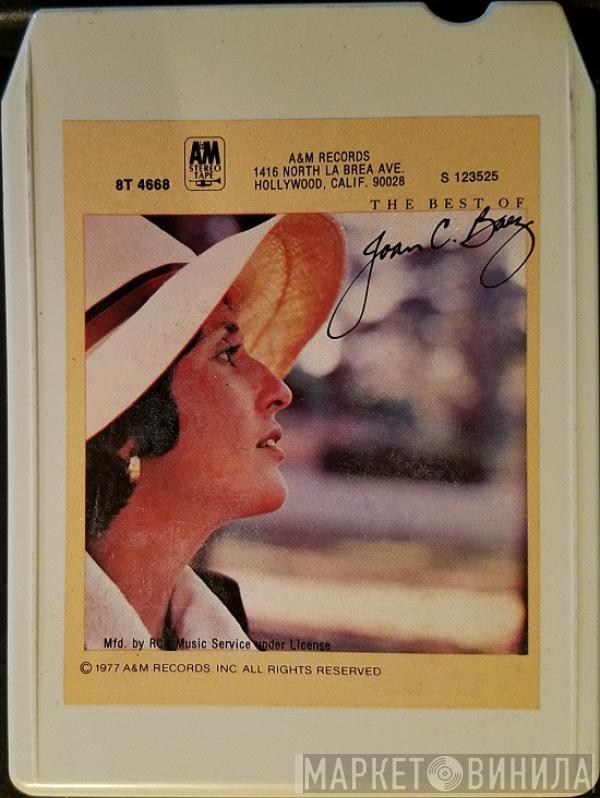 8T 4668
AM
STEREO
TAPE
A&M RECORDS
1416 NORTH LA BREA AVE.
HOLLYWOOD, CALIF. 90028
S 123525
THE BEST OF
Joan C. Baez
Mfd. by RCA Music Service under License
© 1977 A&M RECORDS, INC. ALL RIGHTS RESERVED
МАРКЕТ ВИНИЛА